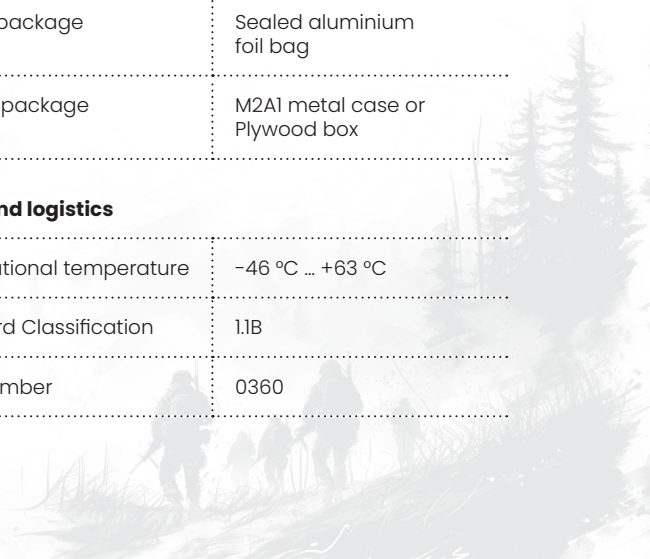 package Sealed aluminium
foil bag
package M2A1 metal case or
Plywood box
nd logistics
ational temperature -46 ºC ... +63 ºC
rd Classification 1.1B
mber 0360